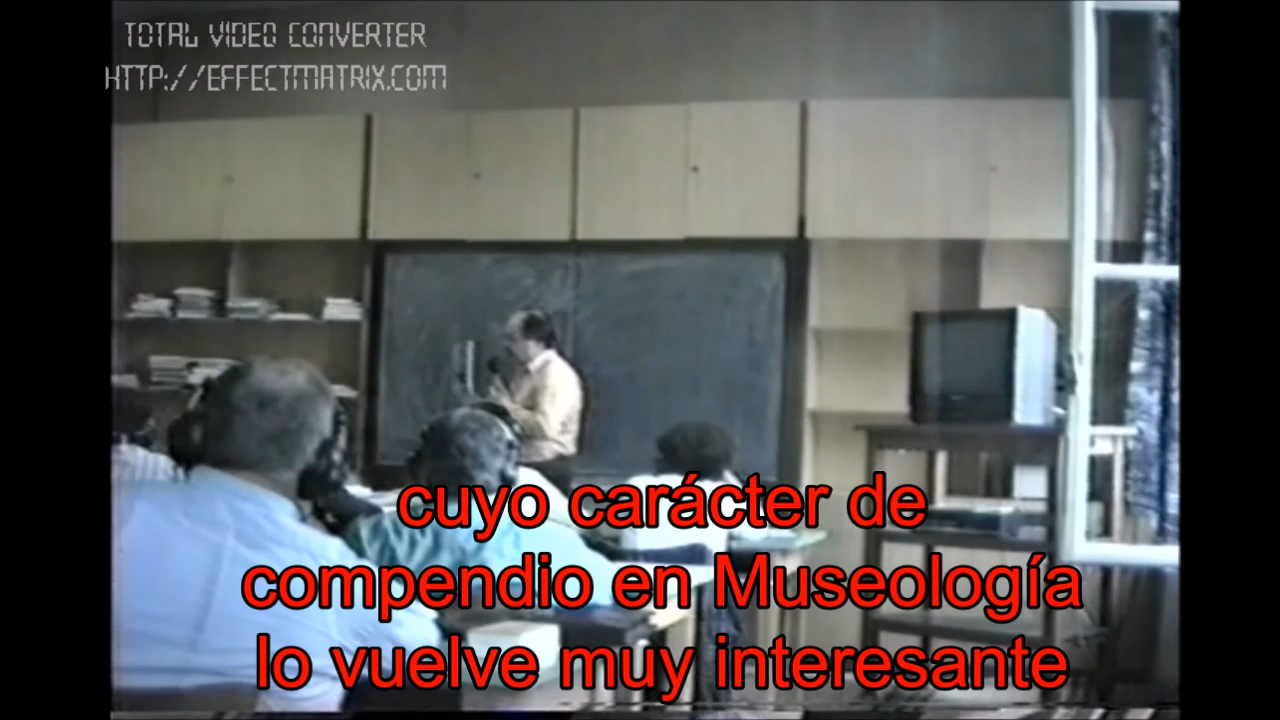 TOTAL VIDEO CONVERTER
HTTP://EFFECTMATRIX.COM
cuyo carácter de
compendio en Museología
lo vuelve muy interesante